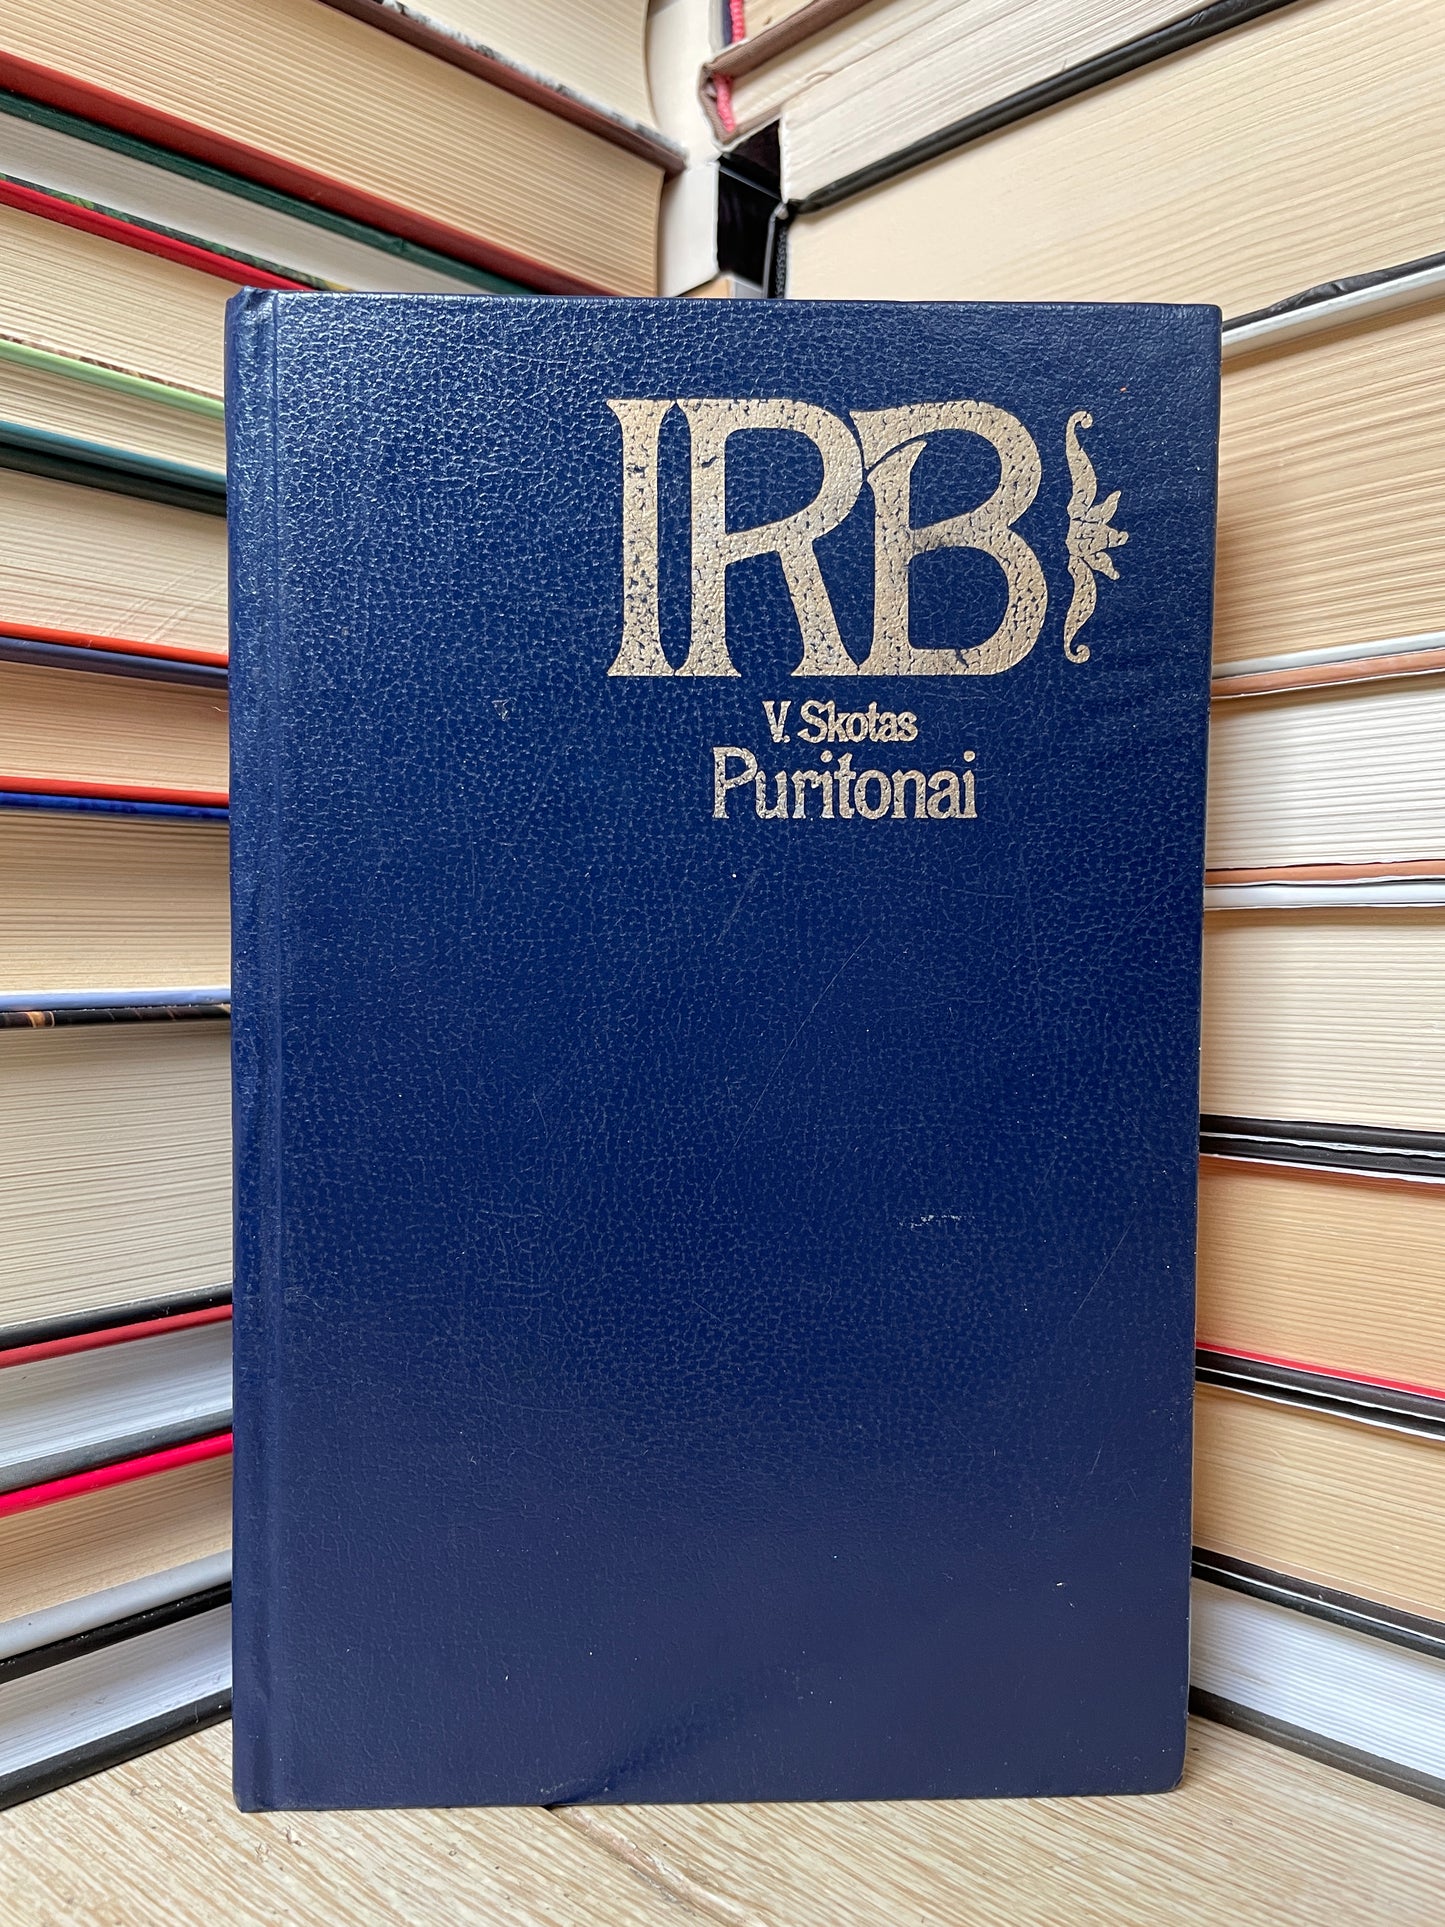 IRB
V. Skotas
Puritonai